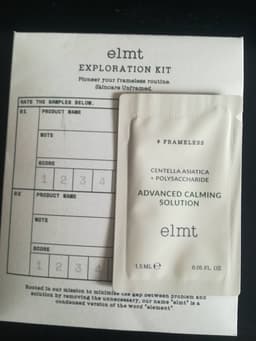 elmt
EXPLORATION KIT
Pioneer your frameless routine.
Skincare Unframed.
RATE THE SAMPLES BELOW.
#1
PRODUCT NAME
NOTE
SCORE
1 2 3 4
#2
PRODUCT NAME
NOTE
SCORE
1 2 3 4
FRAMELESS
CENTELLA ASIATICA
+ POLYSACCHARIDE
ADVANCED CALMING
SOLUTION
elmt
1.5 ML ℮
0.05 FL. OZ
Rooted in our mission to minimise the gap between problem and
solution by removing the unnecessary, our name "elmt" is a
condensed version of the word "element"